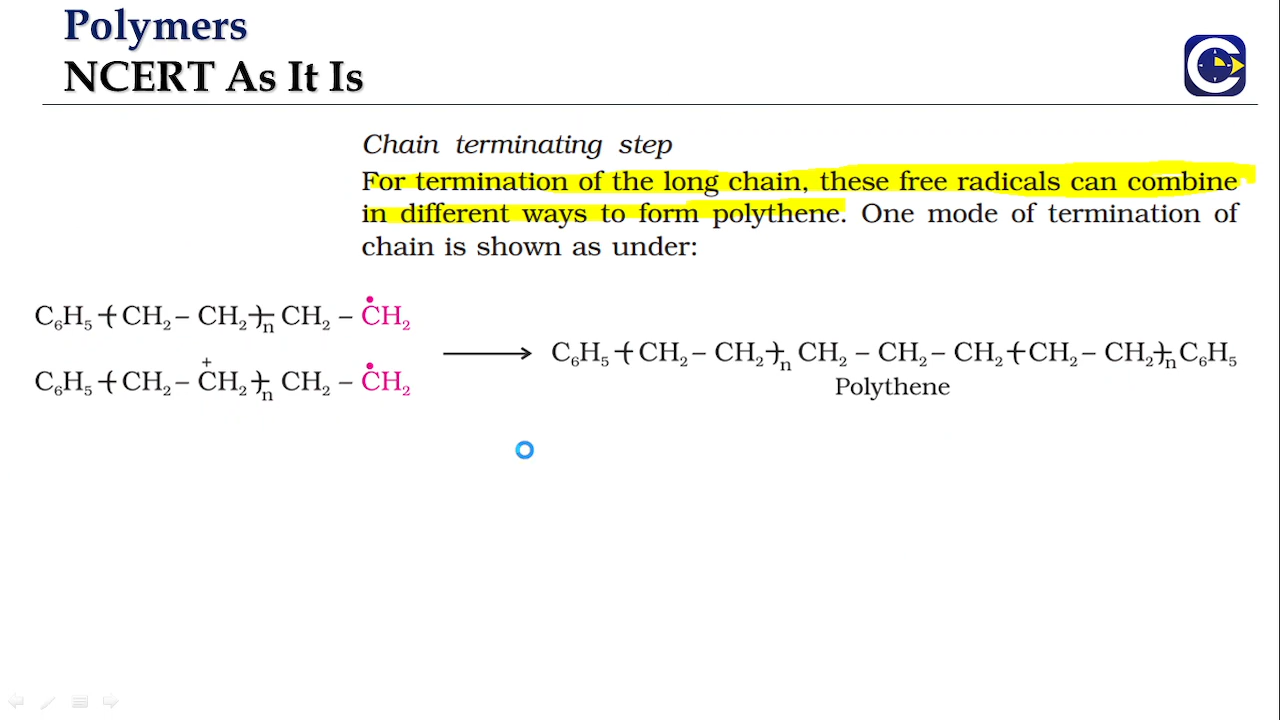 Polymers
NCERT As It Is
Chain terminating step
For termination of the long chain, these free radicals can combine
in different ways to form polythene. One mode of termination of
chain is shown as under:
C₆H₅ ⁅ CH₂ – CH₂ ⁆ₙ CH₂ – ĊH₂
+
C₆H₅ ⁅ CH₂ – CH₂ ⁆ₙ CH₂ – ĊH₂
⟶ C₆H₅ ⁅ CH₂ – CH₂ ⁆ₙ CH₂ – CH₂ – CH₂ ⁅ CH₂ – CH₂ ⁆ₙ C₆H₅
Polythene